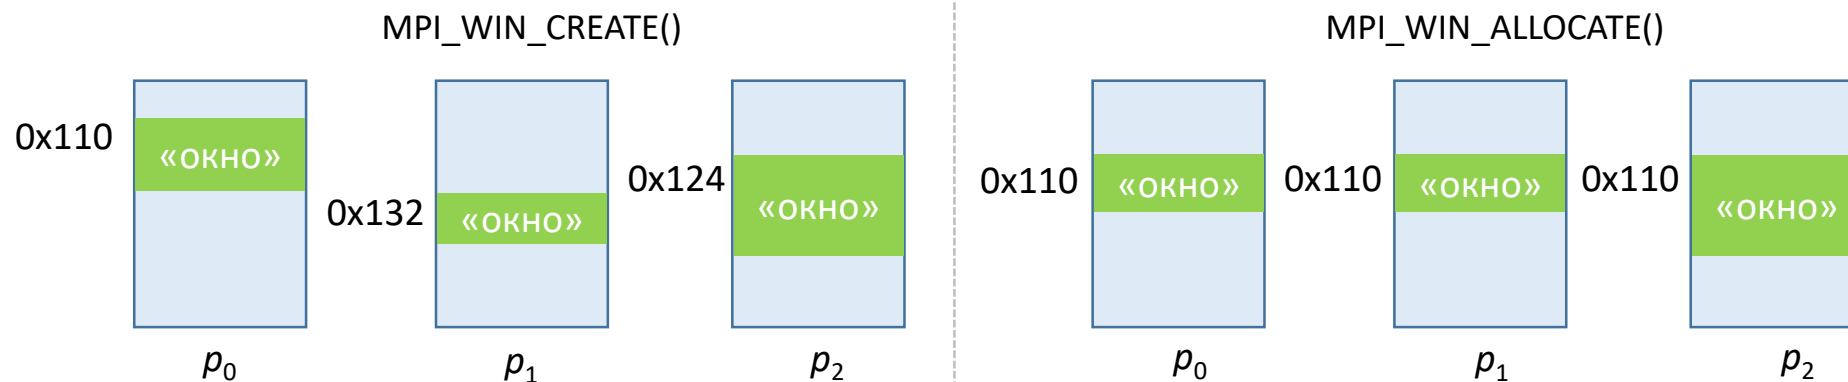 MPI_WIN_CREATE()
0x110
«окно»
0x132
«окно»
0x124
«окно»
p0
p1
p2
MPI_WIN_ALLOCATE()
0x110
«окно»
0x110
«окно»
0x110
«окно»
p0
p1
p2